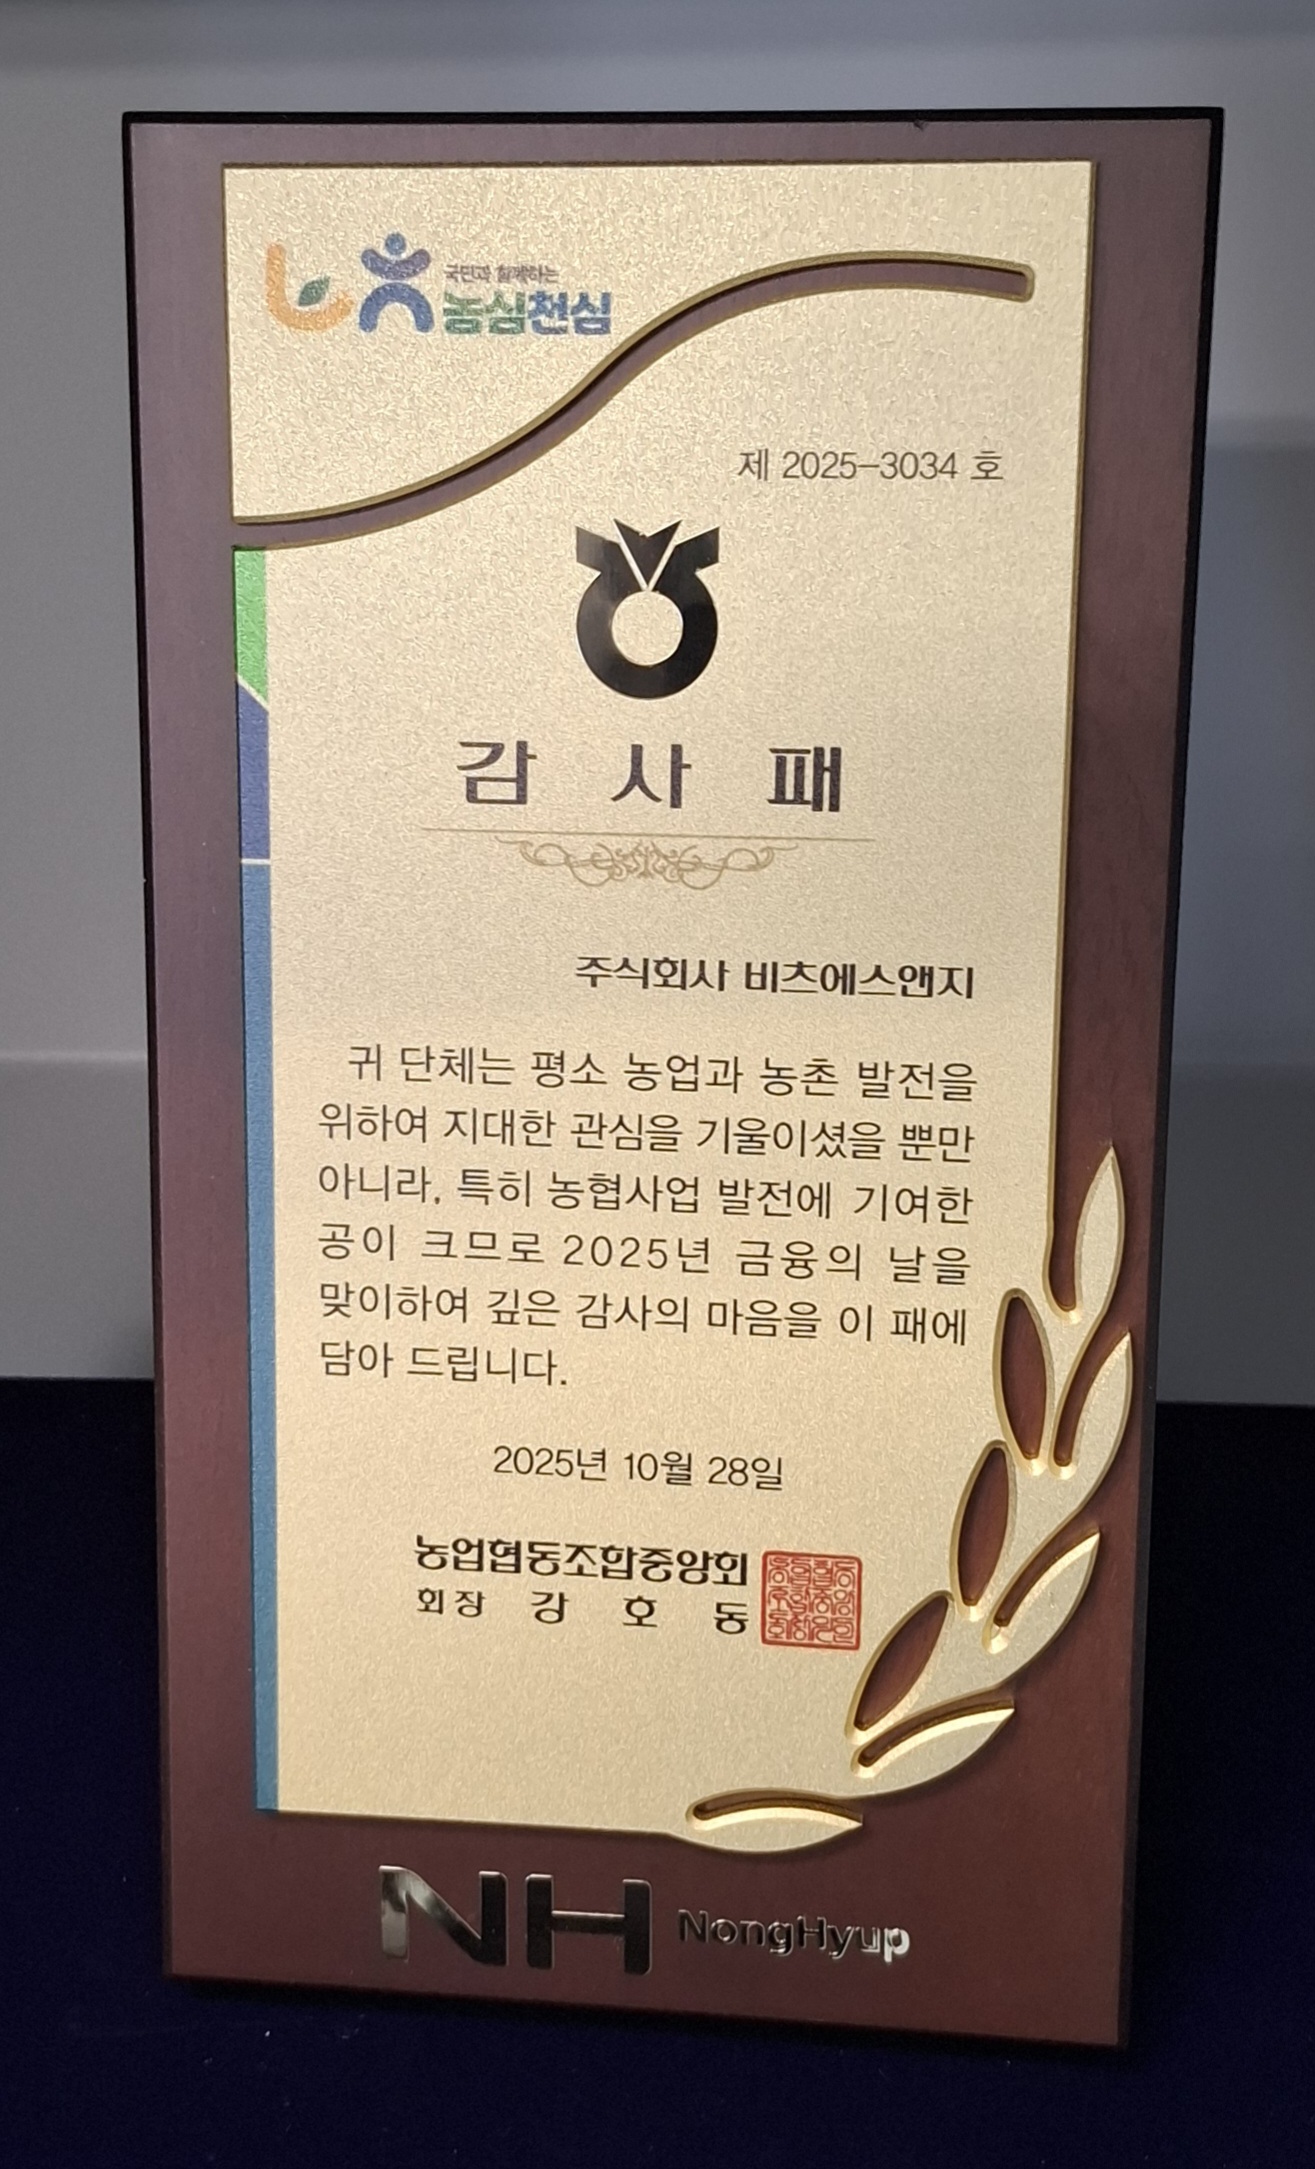 국민과 함께하는
농심천심
제 2025-3034 호
감 사 패
주식회사 비츠에스앤지
귀 단체는 평소 농업과 농촌 발전을
위하여 지대한 관심을 기울이셨을 뿐만
아니라, 특히 농협사업 발전에 기여한
공이 크므로 2025년 금융의 날을
맞이하여 깊은 감사의 마음을 이 패에
담아 드립니다.
2025년 10월 28일
농업협동조합중앙회
회장 강 호 동
NH NongHyup